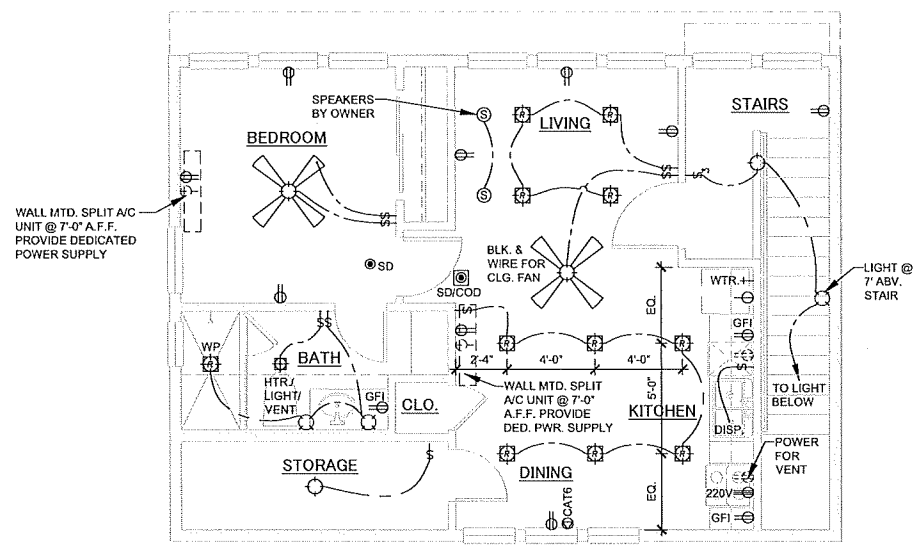 SPEAKERS
BY OWNER
LIVING
STAIRS
BEDROOM
WALL MTD. SPLIT A/C
UNIT @ 7'-0" A.F.F.
PROVIDE DEDICATED
POWER SUPPLY
BLK. &
WIRE FOR
CLG. FAN
SD
SD/COD
WTR.
LIGHT @
7' ABV.
STAIR
EQ.
GFI
WP
BATH
HTR./
LIGHT/
VENT
GFI
CLO.
2'-4"
4'-0"
4'-0"
5'-0"
WALL MTD. SPLIT
A/C UNIT @ 7'-0"
A.F.F. PROVIDE
DED. PWR. SUPPLY
KITCHEN
DISP.
TO LIGHT
BELOW
POWER
FOR
VENT
STORAGE
DINING
CAT6
EQ.
220V
GFI